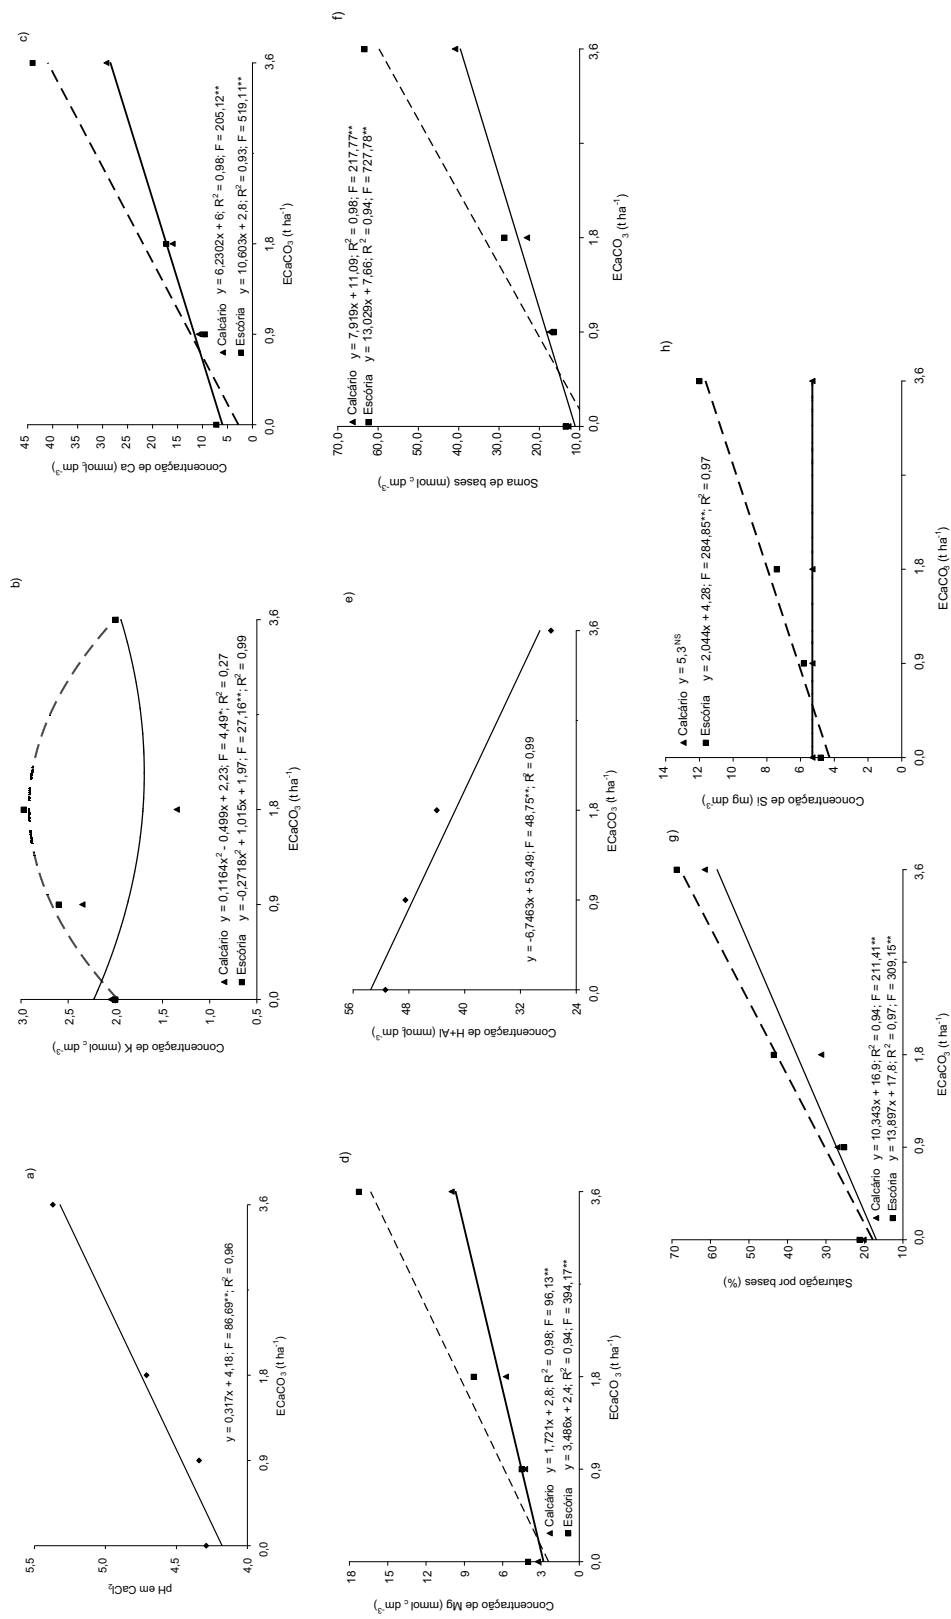 a)
pH em CaCl₂
5,5
5,0
4,5
4,0
y = 0,317x + 4,18; F = 86,69**; R² = 0,96
0,0 0,9 1,8 3,6
ECaCO₃ (t ha⁻¹)
b)
Concentração de K (mmol c dm⁻³)
3,0
2,5
2,0
1,5
1,0
0,5
Calcário y = 0,1164x² - 0,499x + 2,23; F = 4,49*; R² = 0,27
Escória y = -0,2718x² + 1,015x + 1,97; F = 27,16**; R² = 0,99
0,0 0,9 1,8 3,6
ECaCO₃ (t ha⁻¹)
c)
Concentração de Ca (mmolc dm⁻³)
45
40
35
30
25
20
15
10
5
0
Calcário y = 6,2302x + 6; R² = 0,98; F = 205,12**
Escória y = 10,603x + 2,8; R² = 0,93; F = 519,11**
0,0 0,9 1,8 3,6
ECaCO₃ (t ha⁻¹)
d)
Concentração de Mg (mmol c dm⁻³)
18
15
12
9
6
3
0
Calcário y = 1,721x + 2,8; R² = 0,98; F = 96,13**
Escória y = 3,486x + 2,4; R² = 0,94; F = 394,17**
0,0 0,9 1,8 3,6
ECaCO₃ (t ha⁻¹)
e)
Concentração de H+Al (mmolc dm⁻³)
56
48
40
32
24
y = -6,7463x + 53,49; F = 48,75**; R² = 0,99
0,0 0,9 1,8 3,6
ECaCO₃ (t ha⁻¹)
f)
Soma de bases (mmol c dm⁻³)
70,0
60,0
50,0
40,0
30,0
20,0
10,0
Calcário y = 7,919x + 11,09; R² = 0,98; F = 217,77**
Escória y = 13,029x + 7,66; R² = 0,94; F = 727,78**
0,0 0,9 1,8 3,6
ECaCO₃ (t ha⁻¹)
g)
Saturação por bases (%)
70
60
50
40
30
20
10
Calcário y = 10,343x + 16,9; R² = 0,94; F = 211,41**
Escória y = 13,897x + 17,8; R² = 0,97; F = 309,15**
0,0 0,9 1,8 3,6
ECaCO₃ (t ha⁻¹)
h)
Concentração de Si (mg dm⁻³)
14
12
10
8
6
4
2
0
Calcário y = 5,3ᴺˢ
Escória y = 2,044x + 4,28; F = 284,85**; R² = 0,97
0,0 0,9 1,8 3,6
ECaCO₃ (t ha⁻¹)